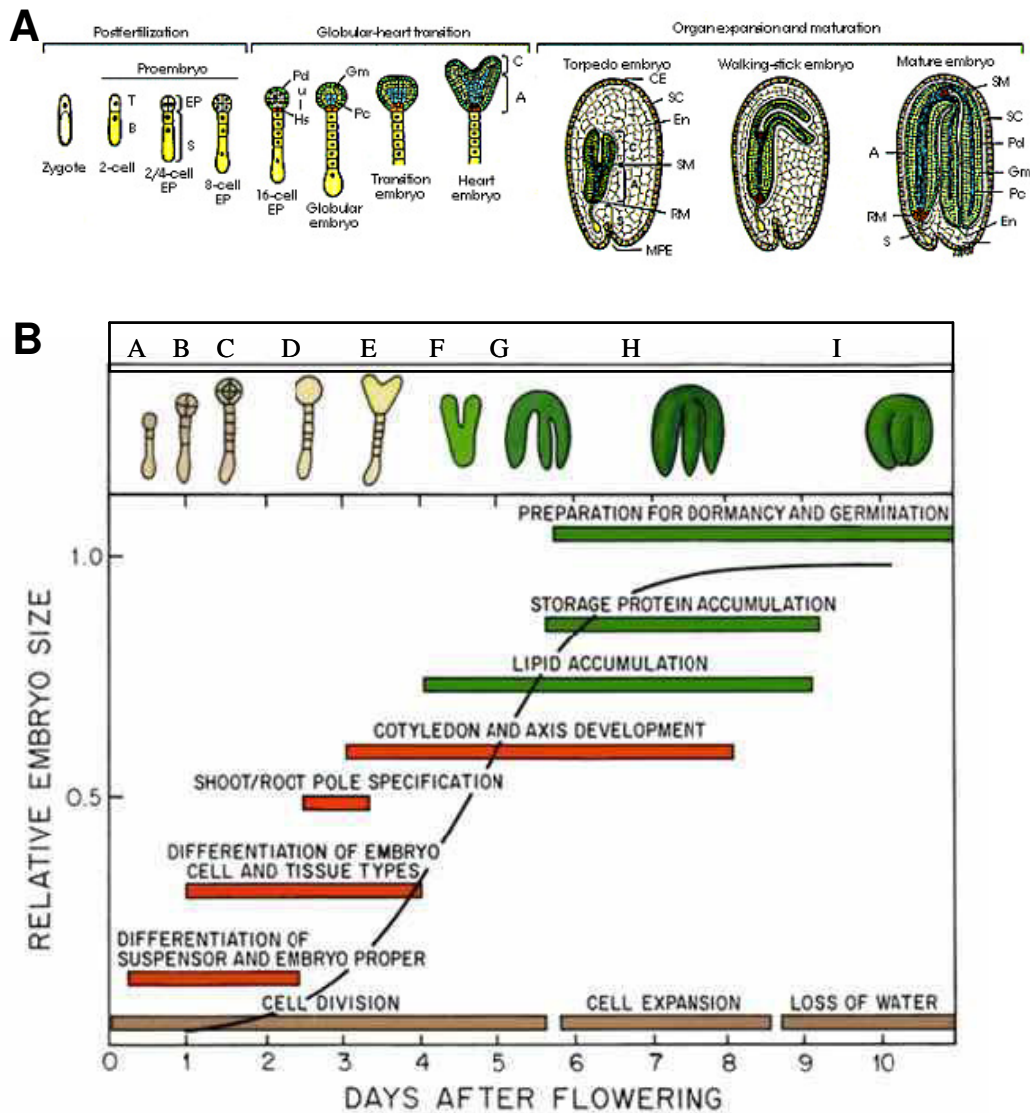 A
Postfertilization
Globular-heart transition
Organ expansion and maturation
Proembryo
Torpedo embryo
Walking-stick embryo
Mature embryo
T
B
EP
S
Pd
u
Hs
Gm
Pc
C
A
Zygote
2-cell
2/4-cell
EP
8-cell
EP
16-cell
EP
Globular
embryo
Transition
embryo
Heart
embryo
CE
SC
En
C
SM
A
RM
S
MPE
SM
SC
Pd
Gm
Pc
En
A
RM
S
B
A B C D E F G H I
PREPARATION FOR DORMANCY AND GERMINATION
1.0
STORAGE PROTEIN ACCUMULATION
LIPID ACCUMULATION
COTYLEDON AND AXIS DEVELOPMENT
SHOOT/ROOT POLE SPECIFICATION
0.5
DIFFERENTIATION OF EMBRYO
CELL AND TISSUE TYPES
DIFFERENTIATION OF
SUSPENSOR AND EMBRYO PROPER
CELL DIVISION CELL EXPANSION LOSS OF WATER
RELATIVE EMBRYO SIZE
0 1 2 3 4 5 6 7 8 9 10
DAYS AFTER FLOWERING